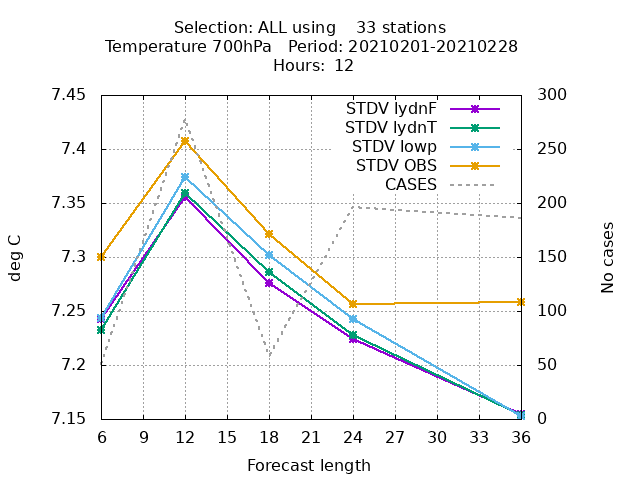 Selection: ALL using    33 stations
Temperature 700hPa   Period: 20210201-20210228
Hours:  12
7.45
7.4
7.35
7.3
7.25
7.2
7.15
300
250
200
150
100
50
0
STDV lydnF
STDV lydnT
STDV lowp
STDV OBS
CASES
deg C
No cases
6 9 12 15 18 21 24 27 30 33 36
Forecast length